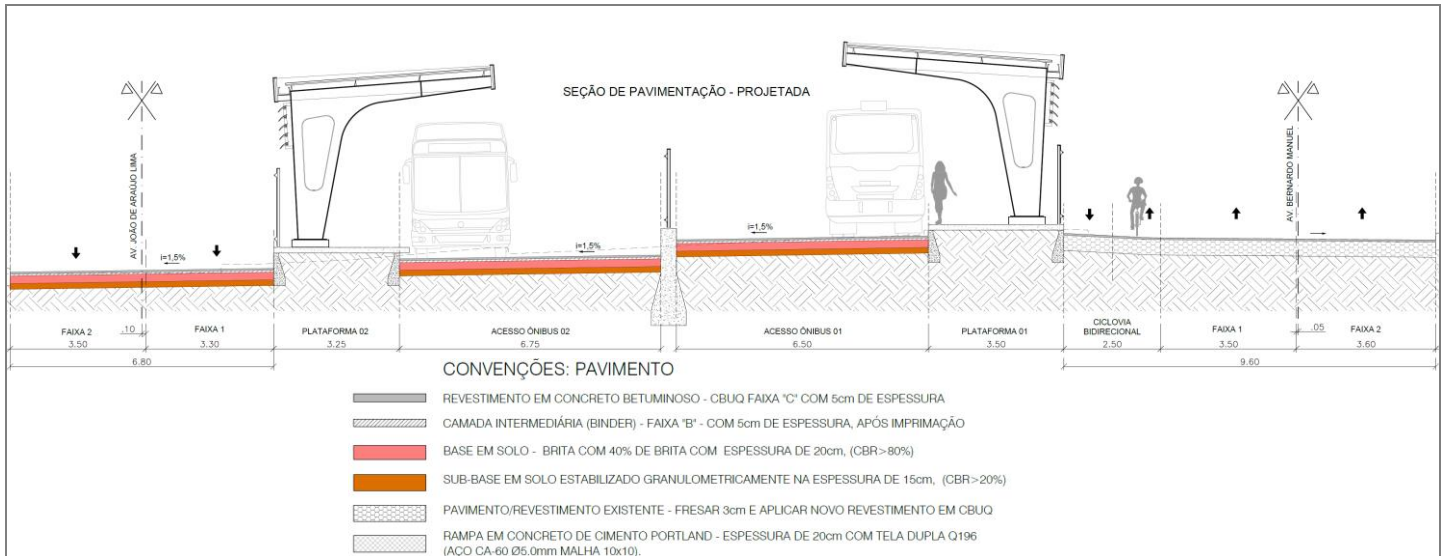 SEÇÃO DE PAVIMENTAÇÃO - PROJETADA
AV. JOÃO DE ARAÚJO LIMA
AV. BERNARDO MANUEL
i=1,5%
i=1,5%
i=1,5%
FAIXA 2
.10
FAIXA 1
PLATAFORMA 02
ACESSO ÔNIBUS 02
ACESSO ÔNIBUS 01
PLATAFORMA 01
CICLOVIA
BIDIRECIONAL
FAIXA 1
.05
FAIXA 2
3.50
3.30
3.25
6.75
6.50
3.50
2.50
3.50
3.60
6.80
9.60
CONVENÇÕES: PAVIMENTO
REVESTIMENTO EM CONCRETO BETUMINOSO - CBUQ FAIXA "C" COM 5cm DE ESPESSURA
CAMADA INTERMEDIÁRIA (BINDER) - FAIXA "B" - COM 5cm DE ESPESSURA, APÓS IMPRIMAÇÃO
BASE EM SOLO - BRITA COM 40% DE BRITA COM ESPESSURA DE 20cm, (CBR>80%)
SUB-BASE EM SOLO ESTABILIZADO GRANULOMETRICAMENTE NA ESPESSURA DE 15cm, (CBR>20%)
PAVIMENTO/REVESTIMENTO EXISTENTE - FRESAR 3cm E APLICAR NOVO REVESTIMENTO EM CBUQ
RAMPA EM CONCRETO DE CIMENTO PORTLAND - ESPESSURA DE 20cm COM TELA DUPLA Q196
(AÇO CA-60 Ø5.0mm MALHA 10x10).